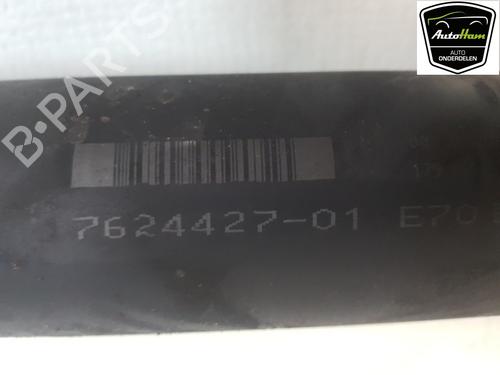 AutoHam
AUTO
ONDERDELEN
B-PARTS
7624427-01 E70